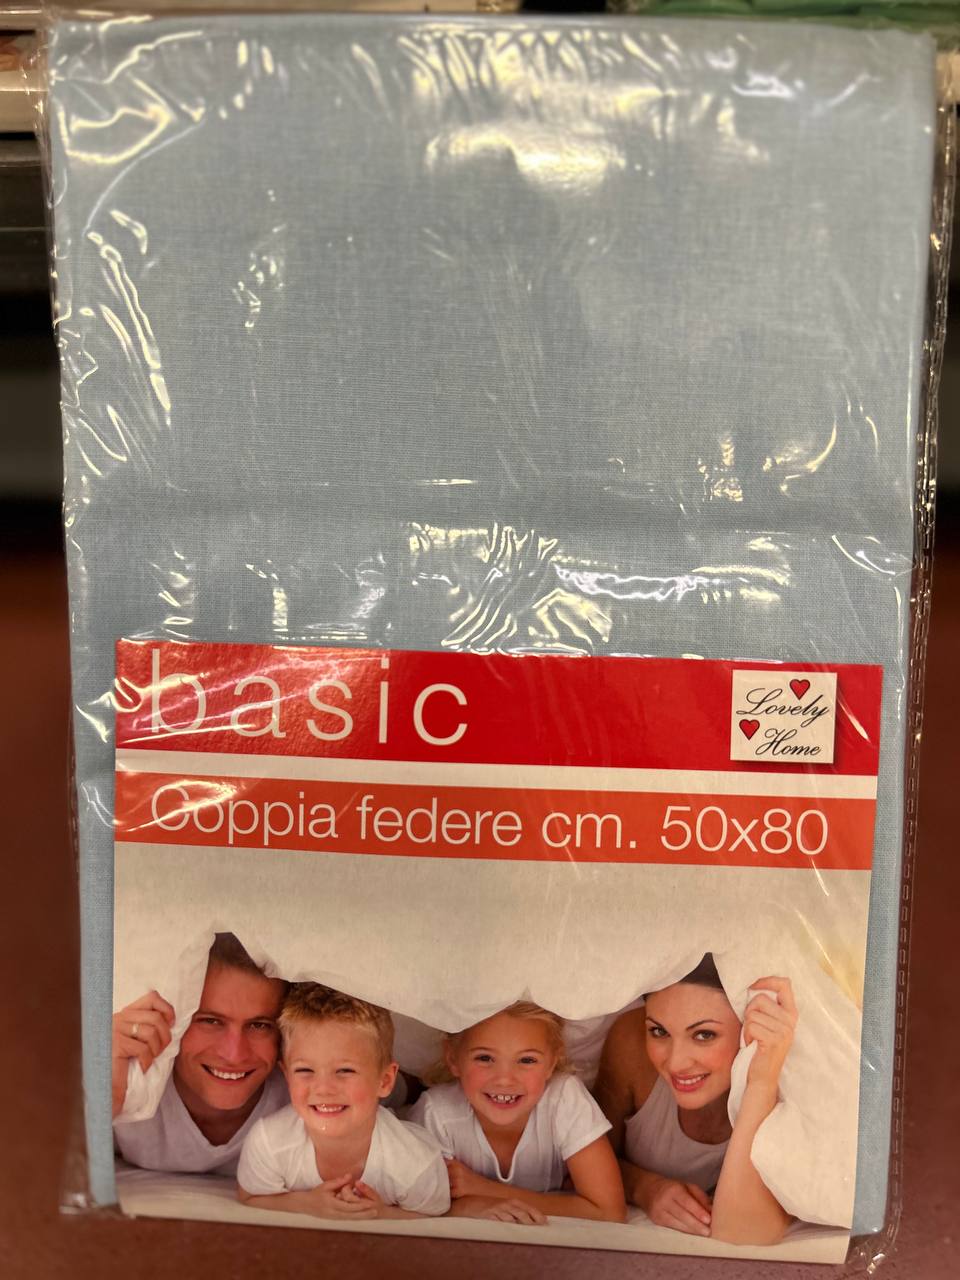 basic
Lovely
Home
Coppia federe cm. 50x80